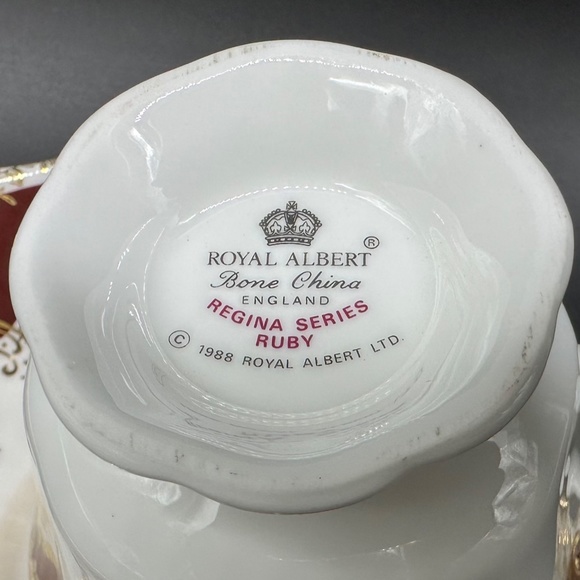 ROYAL ALBERT ®
Bone China
ENGLAND
REGINA SERIES
RUBY
© 1988 ROYAL ALBERT LTD.